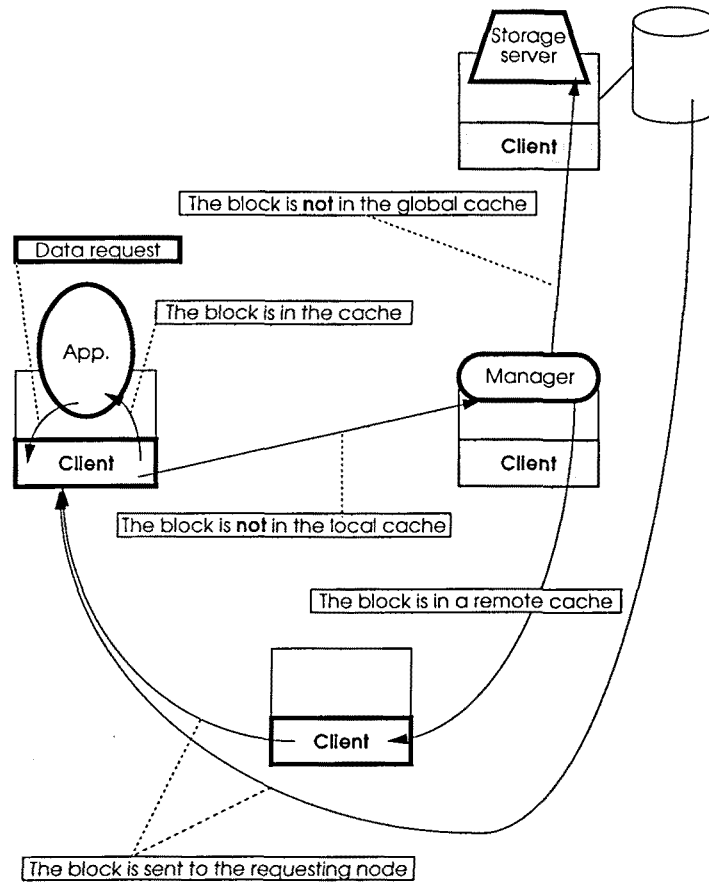 Storage
server
Client
The block is not in the global cache
Data request
The block is in the cache
App.
Manager
Client
Client
The block is not in the local cache
The block is in a remote cache
Client
The block is sent to the requesting node